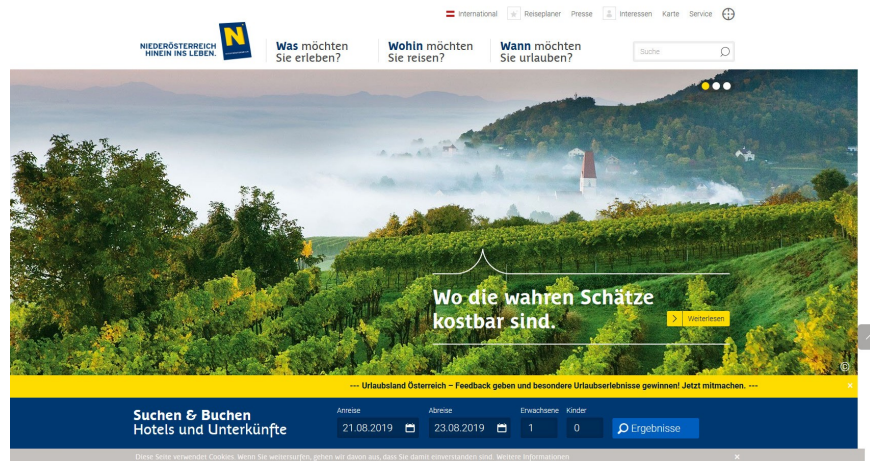 International Reiseplaner Presse Interessen Karte Service
NIEDERÖSTERREICH
HINEIN INS LEBEN.
N
Was möchten
Sie erleben?
Wohin möchten
Sie reisen?
Wann möchten
Sie urlauben?
Suche
Wo die wahren Schätze
kostbar sind.
Weiterlesen
©
--- Urlaubsland Österreich – Feedback geben und besondere Urlaubserlebnisse gewinnen! Jetzt mitmachen. ---
×
Suchen & Buchen
Hotels und Unterkünfte
Anreise Abreise Erwachsene Kinder
21.08.2019 23.08.2019 1 0 Ergebnisse
Diese Seite verwendet Cookies. Wenn Sie weitersurfen, gehen wir davon aus, dass Sie damit einverstanden sind. Weitere Informationen
×